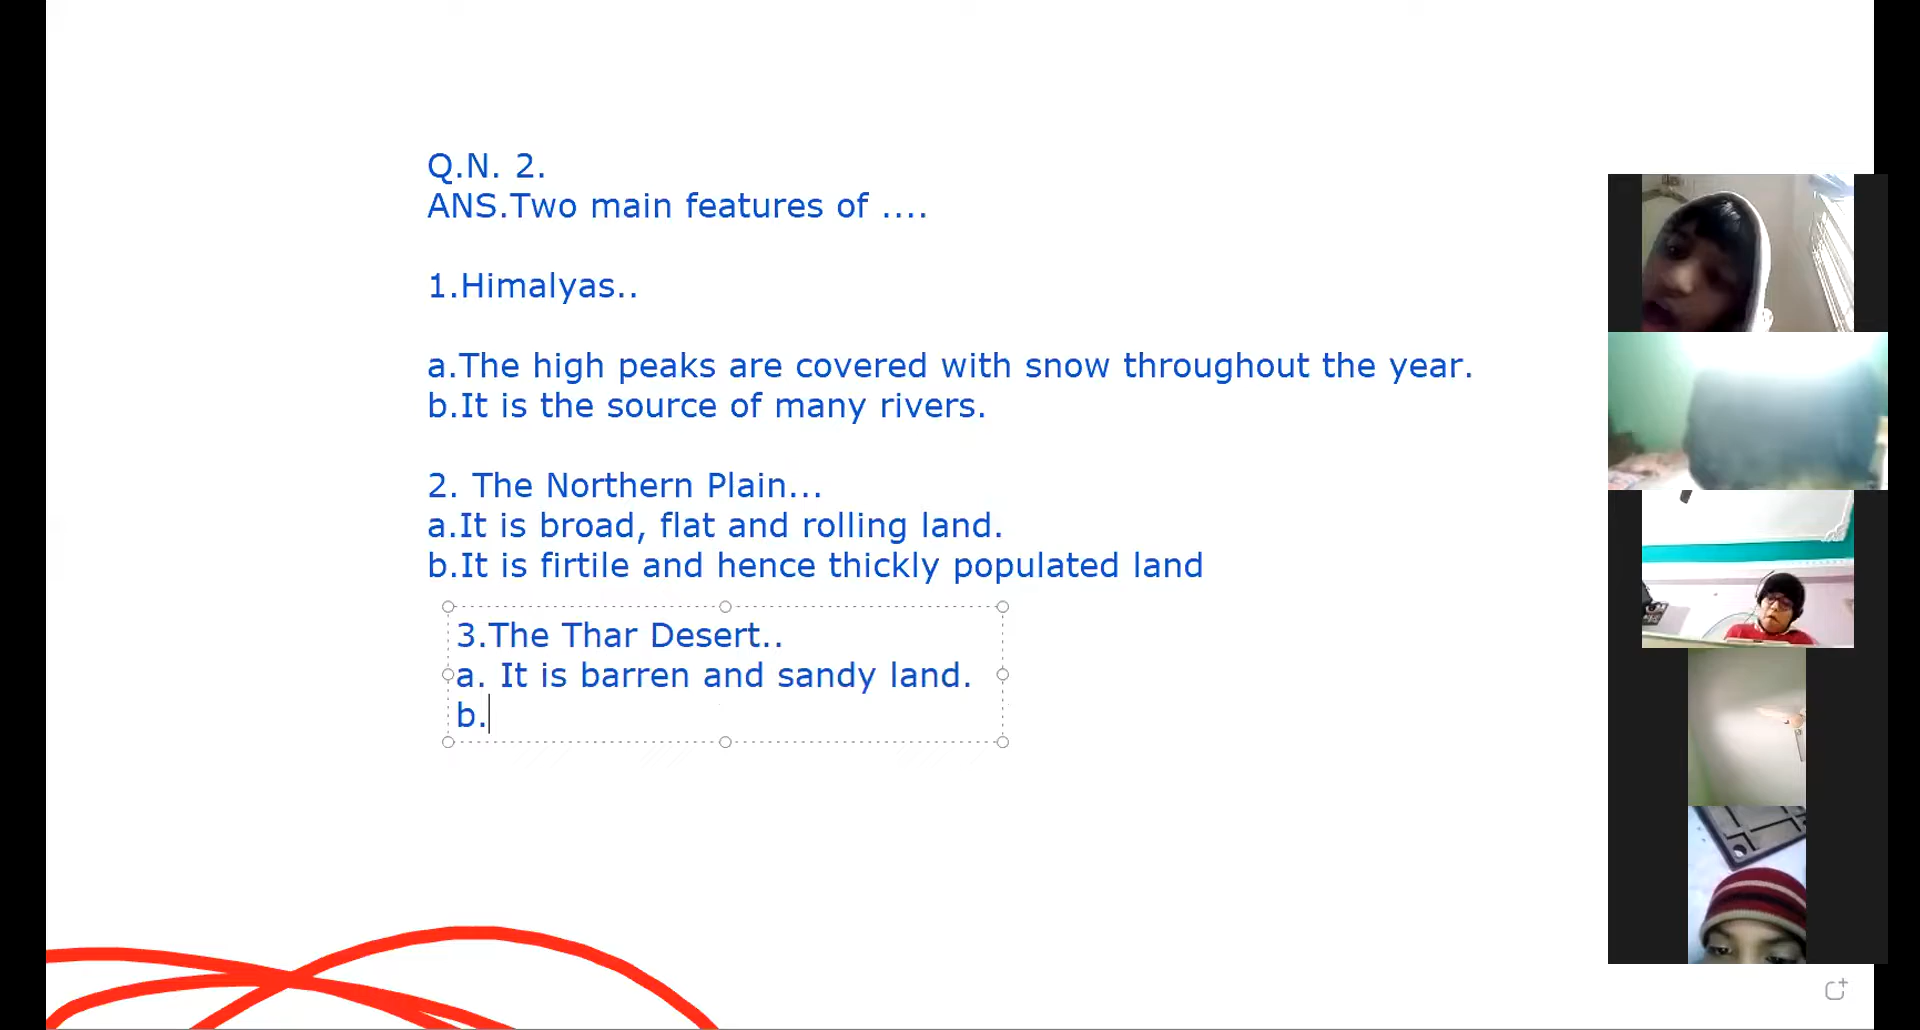 Q.N. 2.
ANS.Two main features of ....
1.Himalyas..
a.The high peaks are covered with snow throughout the year.
b.It is the source of many rivers.
2. The Northern Plain...
a.It is broad, flat and rolling land.
b.It is firtile and hence thickly populated land
3.The Thar Desert..
a. It is barren and sandy land.
b.